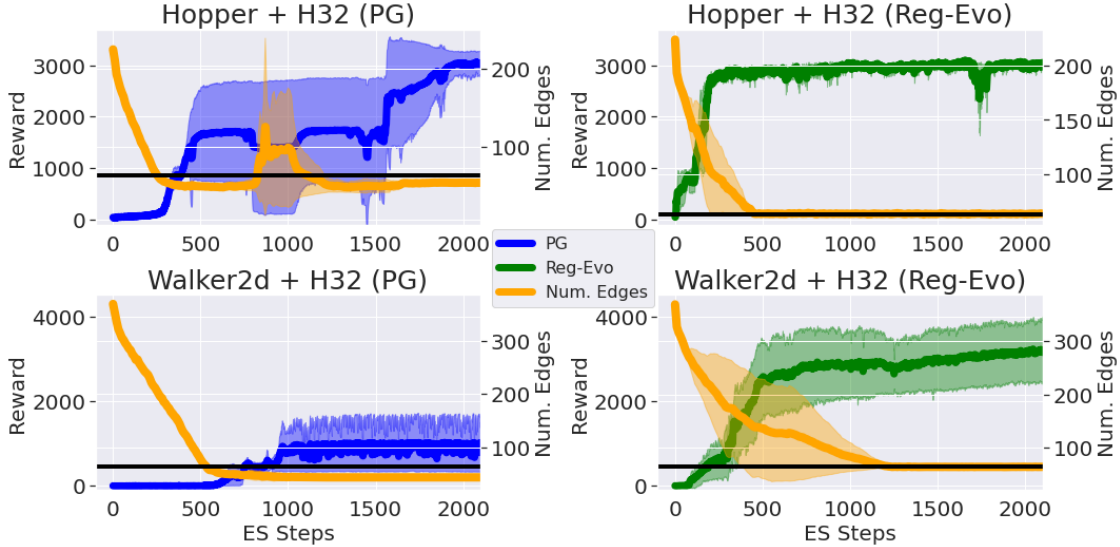 Hopper + H32 (PG)
Reward
3000
2000
1000
0
200
100
Num. Edges
0
500
1000
1500
2000
Hopper + H32 (Reg-Evo)
Reward
3000
2000
1000
0
200
150
100
Num. Edges
0
500
1000
1500
2000
PG
Reg-Evo
Num. Edges
Walker2d + H32 (PG)
Reward
4000
2000
0
300
200
100
Num. Edges
0
500
1000
1500
2000
ES Steps
Walker2d + H32 (Reg-Evo)
Reward
4000
2000
0
300
200
100
Num. Edges
0
500
1000
1500
2000
ES Steps